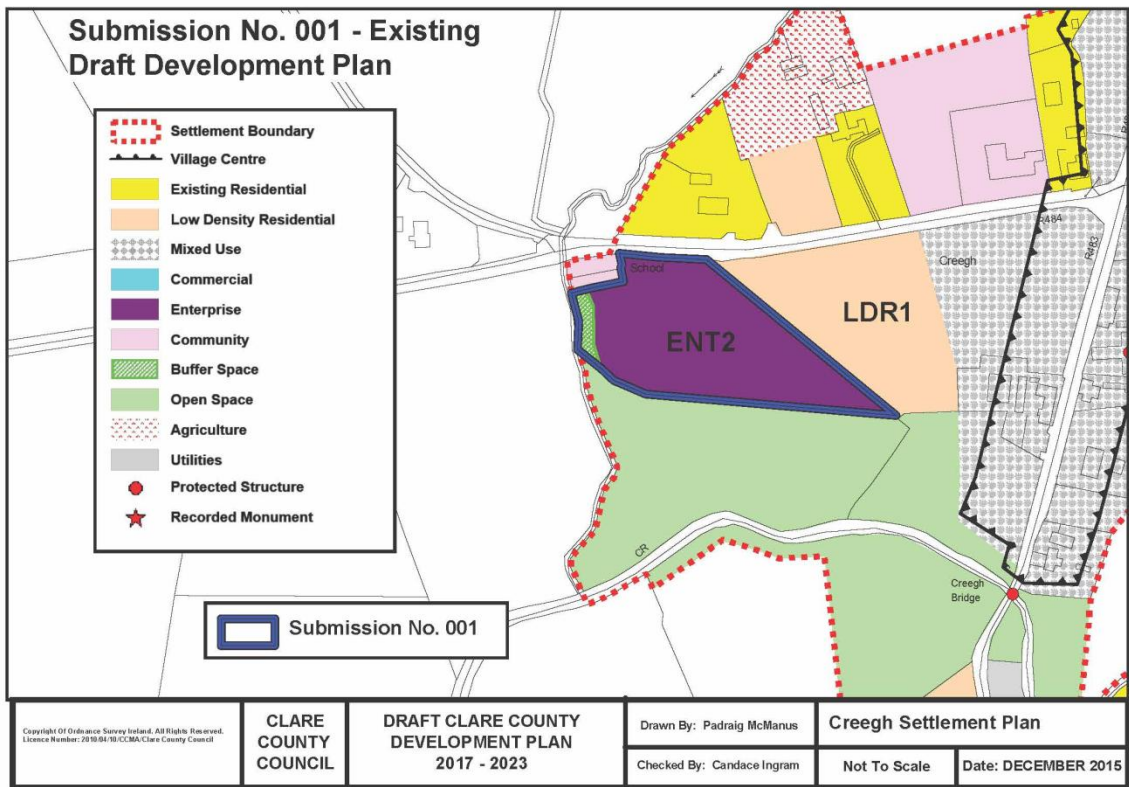 Submission No. 001 - Existing
Draft Development Plan
Settlement Boundary
Village Centre
Existing Residential
Low Density Residential
Mixed Use
Commercial
Enterprise
Community
Buffer Space
Open Space
Agriculture
Utilities
Protected Structure
Recorded Monument
R484
R483
Creegh
School
LDR1
ENT2
CR
Creegh
Bridge
Submission No. 001
Copyright Of Ordnance Survey Ireland. All Rights Reserved.
Licence Number: 2010/04/10/CCMA/Clare County Council
CLARE
COUNTY
COUNCIL
DRAFT CLARE COUNTY
DEVELOPMENT PLAN
2017 - 2023
Drawn By: Padraig McManus
Checked By: Candace Ingram
Creegh Settlement Plan
Not To Scale
Date: DECEMBER 2015